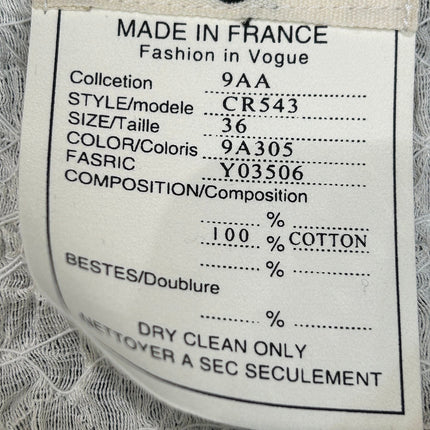 MADE IN FRANCE
Fashion in Vogue
Collcetion 9AA
STYLE/modele CR543
SIZE/Taille 36
COLOR/Coloris 9A305
FASRIC Y03506
COMPOSITION/Composition
%
100 % COTTON
%
BESTES/Doublure
%
DRY CLEAN ONLY
NETTOYER A SEC SECULEMENT